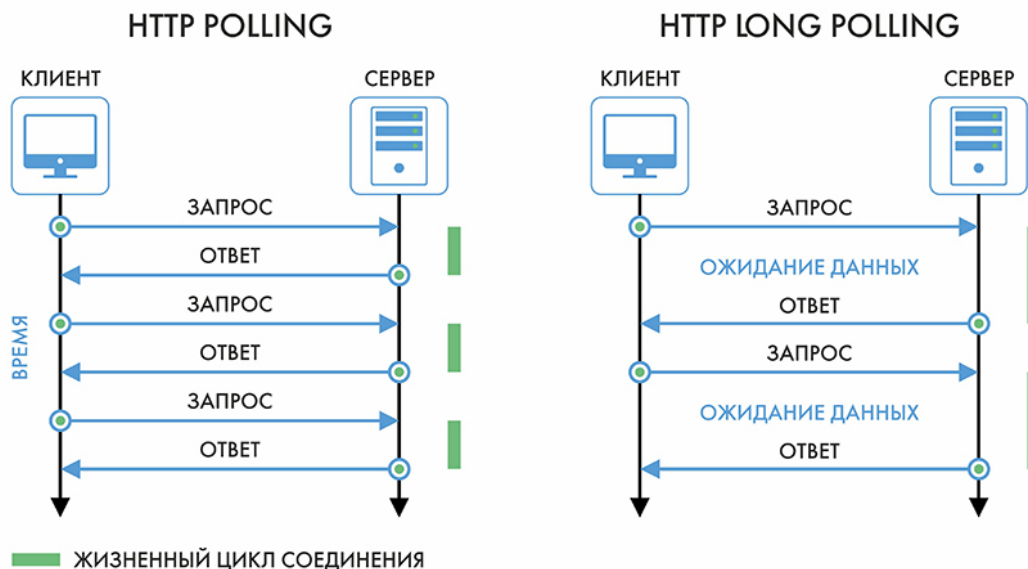 HTTP POLLING
КЛИЕНТ
СЕРВЕР
ЗАПРОС
ОТВЕТ
ЗАПРОС
ОТВЕТ
ЗАПРОС
ОТВЕТ
ВРЕМЯ
HTTP LONG POLLING
КЛИЕНТ
СЕРВЕР
ЗАПРОС
ОЖИДАНИЕ ДАННЫХ
ОТВЕТ
ЗАПРОС
ОЖИДАНИЕ ДАННЫХ
ОТВЕТ
ЖИЗНЕННЫЙ ЦИКЛ СОЕДИНЕНИЯ